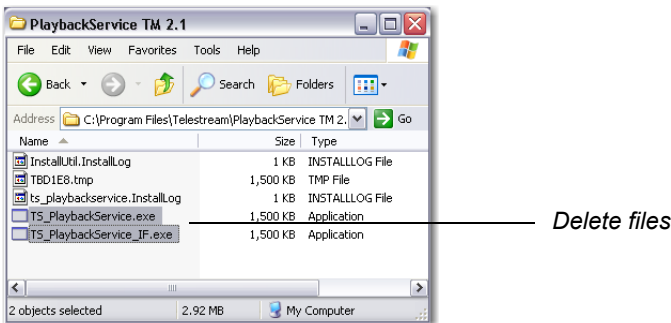 PlaybackService TM 2.1
File Edit View Favorites Tools Help
Back Search Folders
Address C:\Program Files\Telestream\PlaybackService TM 2. Go
Name Size Type
InstallUtil.InstallLog 1 KB INSTALLLOG File
TBD1E8.tmp 1,500 KB TMP File
ts_playbackservice.InstallLog 1 KB INSTALLLOG File
TS_PlaybackService.exe 1,500 KB Application
TS_PlaybackService_IF.exe 1,500 KB Application
Delete files
2 objects selected 2.92 MB My Computer